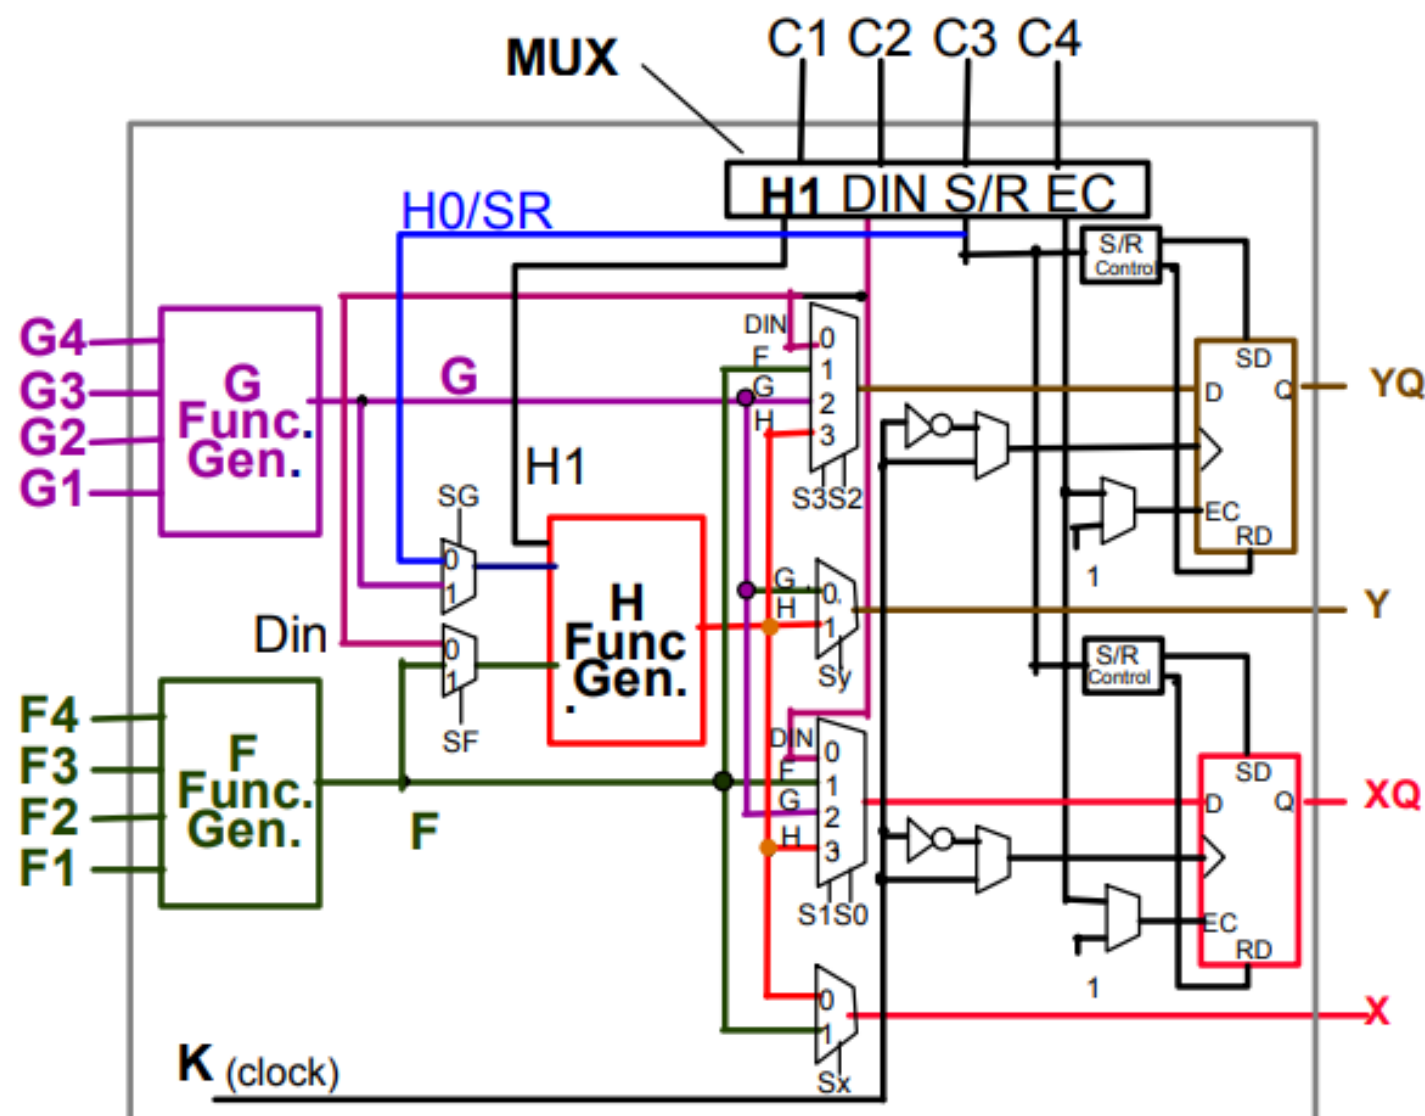 C1 C2 C3 C4
MUX
H1 DIN S/R EC
H0/SR
S/R
Control
G4
G3
G2
G1
G
Func.
Gen.
G
DIN
F
G
H
0
1
2
3
S3S2
SD
D
Q
EC
RD
YQ
1
H1
SG
0
1
Din
0
1
SF
H
Func
Gen.
.
G
H
0.
1
Sy
Y
S/R
Control
F4
F3
F2
F1
F
Func.
Gen.
F
DIN
F
G
H
0
1
2
3
S1S0
SD
D
Q
EC
RD
XQ
1
0
1
Sx
X
K (clock)